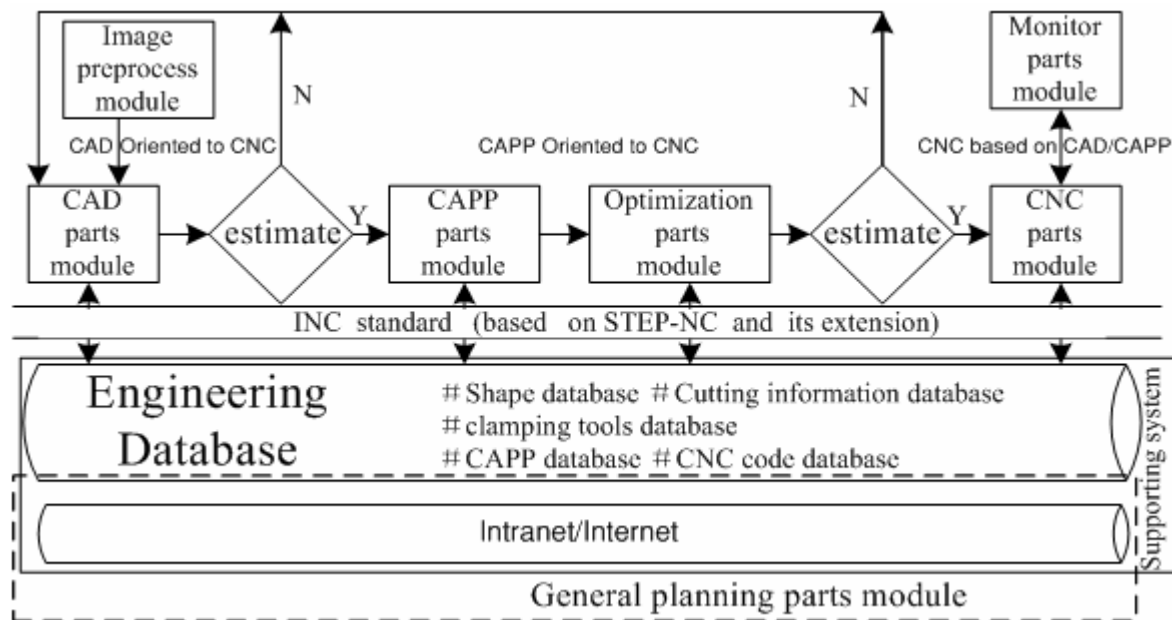 Image
preprocess
module
Monitor
parts
module
N
N
CAD Oriented to CNC
CAPP Oriented to CNC
CNC based on CAD/CAPP
CAD
parts
module
estimate
Y
CAPP
parts
module
Optimization
parts
module
estimate
Y
CNC
parts
module
INC standard (based on STEP-NC and its extension)
Engineering
Database
# Shape database # Cutting information database
# clamping tools database
# CAPP database # CNC code database
Supporting system
Intranet/Internet
General planning parts module